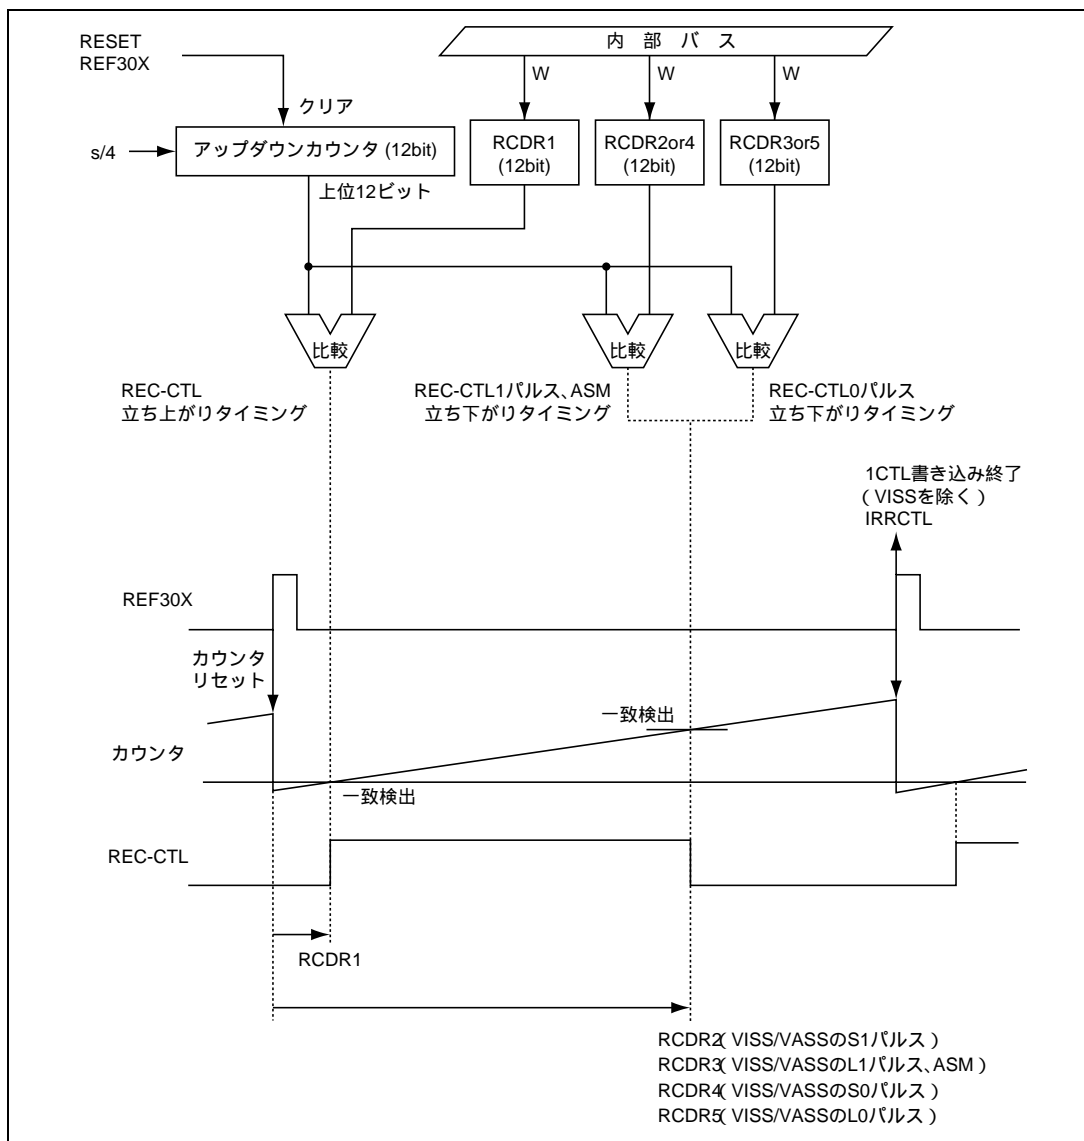 RESET
REF30X
内 部 バ ス
W
W
W
クリア
s/4
アップダウンカウンタ (12bit)
RCDR1
(12bit)
RCDR2or4
(12bit)
RCDR3or5
(12bit)
上位12ビット
比較
比較
比較
REC-CTL
立ち上がりタイミング
REC-CTL1パルス、ASM
立ち下がりタイミング
REC-CTL0パルス
立ち下がりタイミング
1CTL書き込み終了
(VISSを除く)
IRRCTL
REF30X
カウンタ
リセット
一致検出
カウンタ
一致検出
REC-CTL
RCDR1
RCDR2(VISS/VASSのS1パルス)
RCDR3(VISS/VASSのL1パルス、ASM)
RCDR4(VISS/VASSのS0パルス)
RCDR5(VISS/VASSのL0パルス)